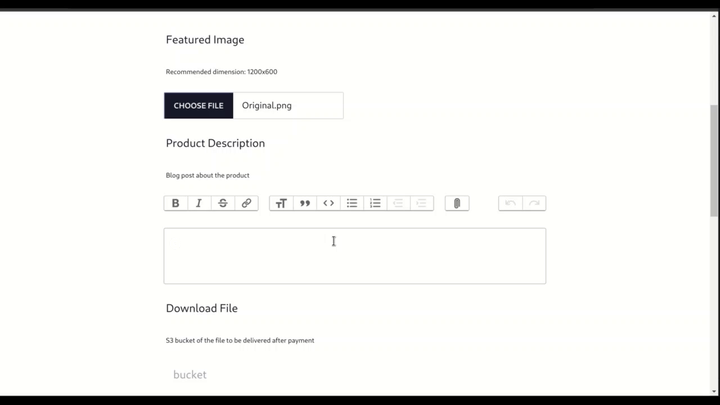 Featured Image
Recommended dimension: 1200x600
CHOOSE FILE Original.png
Product Description
Blog post about the product
Download File
S3 bucket of the file to be delivered after payment
bucket